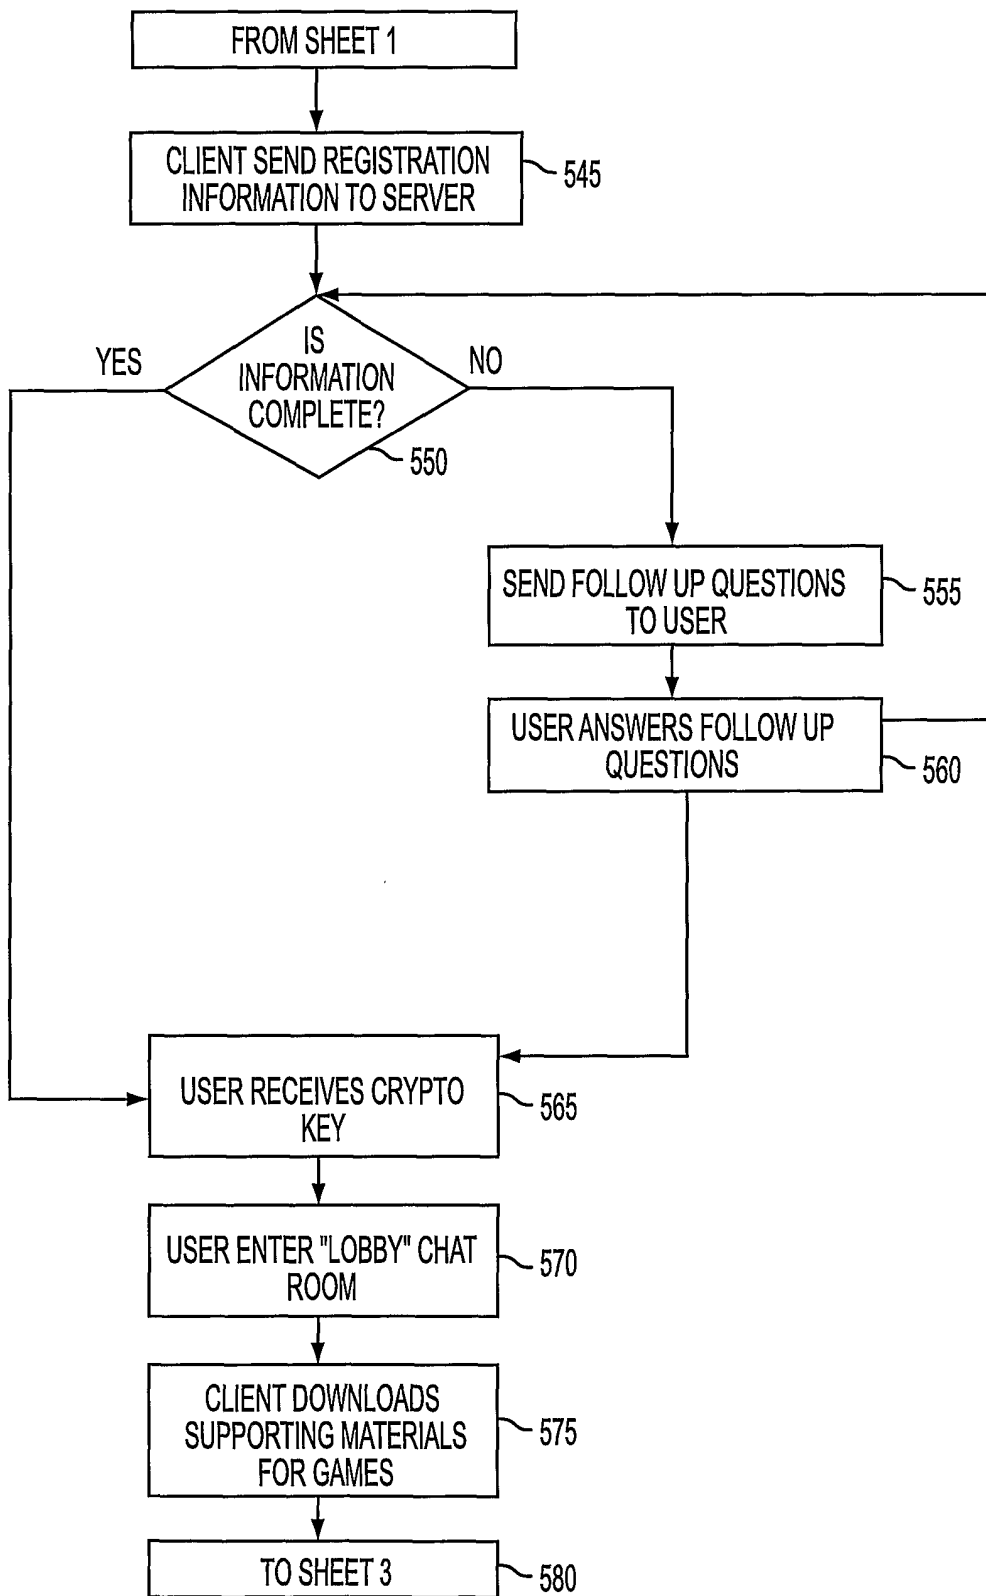 FROM SHEET 1
CLIENT SEND REGISTRATION
INFORMATION TO SERVER
545
IS
INFORMATION
COMPLETE?
YES
NO
550
SEND FOLLOW UP QUESTIONS
TO USER
555
USER ANSWERS FOLLOW UP
QUESTIONS
560
USER RECEIVES CRYPTO
KEY
565
USER ENTER "LOBBY" CHAT
ROOM
570
CLIENT DOWNLOADS
SUPPORTING MATERIALS
FOR GAMES
575
TO SHEET 3
580